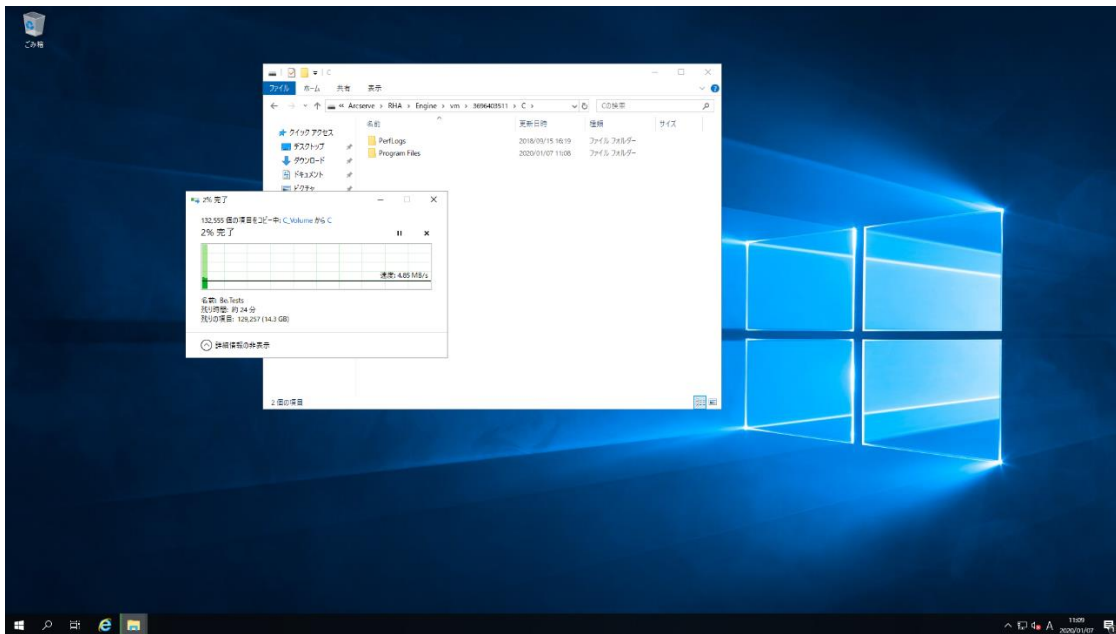 ごみ箱
C
ファイル ホーム 共有 表示
« Arcserve › RHA › Engine › vm › 3696403511 › C ›
Cの検索
名前 更新日時 種類 サイズ
クイック アクセス
デスクトップ
ダウンロード
ドキュメント
ピクチャ
PerfLogs 2018/09/15 16:19 ファイル フォルダー
Program Files 2020/01/07 11:08 ファイル フォルダー
2% 完了
132,555 個の項目をコピー中: C_Volume から C
2% 完了
速度: 4.85 MB/s
名前: Be.Tests
残り時間: 約 24 分
残りの項目: 129,257 (14.3 GB)
詳細情報の非表示
2 個の項目
A
11:09
2020/01/07